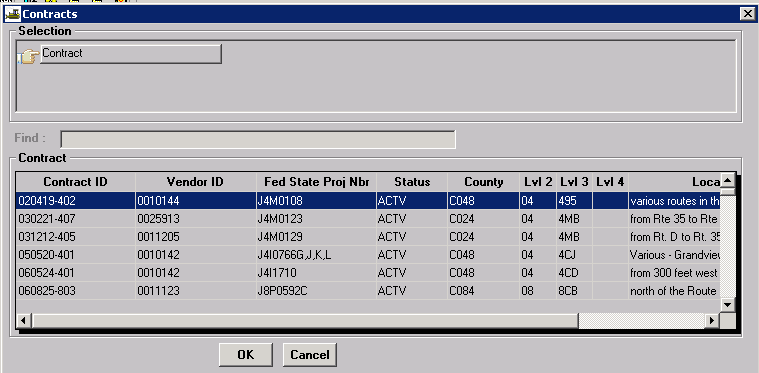 Contracts
Selection
Contract
Find :
Contract
Contract ID Vendor ID Fed State Proj Nbr Status County Lvl 2 Lvl 3 Lvl 4 Loca
020419-402 0010144 J4M0108 ACTV C048 04 495 various routes in th
030221-407 0025913 J4M0123 ACTV C024 04 4MB from Rte 35 to Rte
031212-405 0011205 J4M0129 ACTV C024 04 4MB from Rt. D to Rt. 35
050520-401 0010142 J4I0766G,J,K,L ACTV C048 04 4CJ Various - Grandview
060524-401 0010142 J4I1710 ACTV C048 04 4CD from 300 feet west
060825-803 0011123 J8P0592C ACTV C084 08 8CB north of the Route
OK Cancel